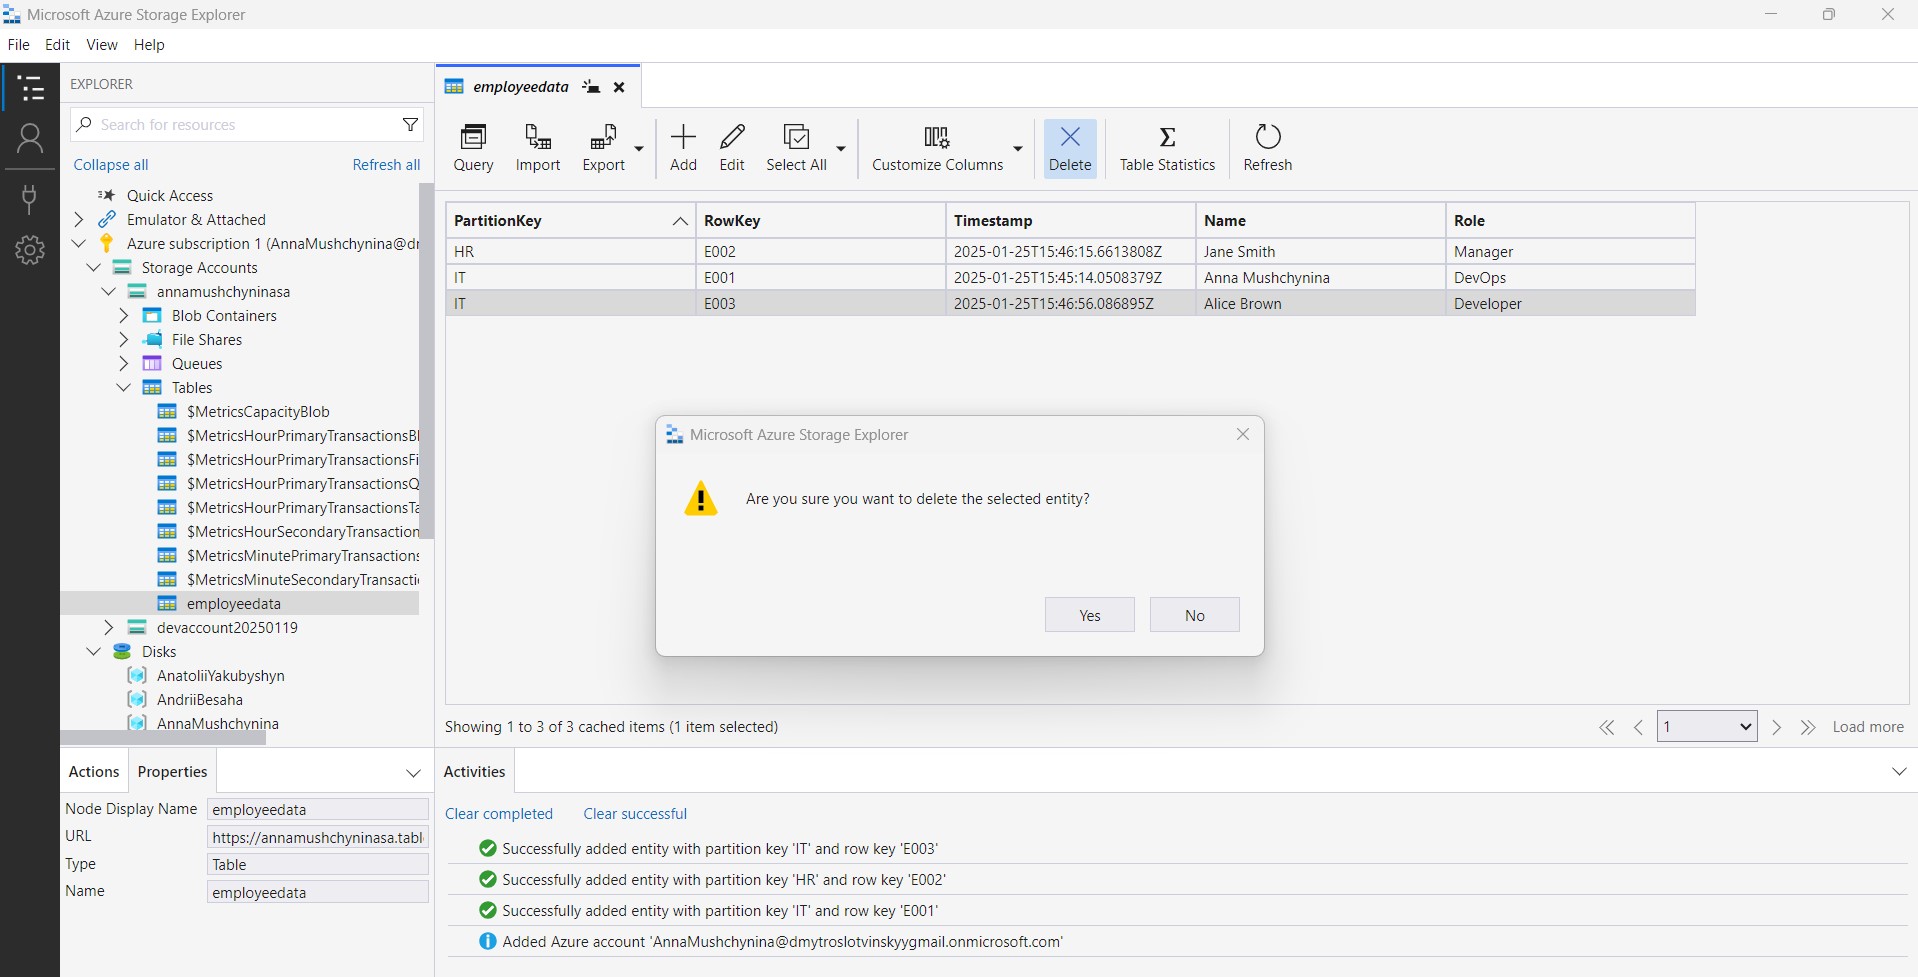 Microsoft Azure Storage Explorer
File Edit View Help
EXPLORER
Search for resources
Collapse all Refresh all
Quick Access
Emulator & Attached
Azure subscription 1 (AnnaMushchynina@dr
Storage Accounts
annamushchyninasa
Blob Containers
File Shares
Queues
Tables
$MetricsCapacityBlob
$MetricsHourPrimaryTransactionsBl
$MetricsHourPrimaryTransactionsFi
$MetricsHourPrimaryTransactionsQ
$MetricsHourPrimaryTransactionsTa
$MetricsHourSecondaryTransaction
$MetricsMinutePrimaryTransactions
$MetricsMinuteSecondaryTransacti
employeedata
devaccount20250119
Disks
AnatoliiYakubyshyn
AndriiBesaha
AnnaMushchynina
Actions Properties
Node Display Name employeedata
URL https://annamushchyninasa.tabl
Type Table
Name employeedata
employeedata
Query Import Export Add Edit Select All Customize Columns Delete Table Statistics Refresh
PartitionKey RowKey Timestamp Name Role
HR E002 2025-01-25T15:46:15.6613808Z Jane Smith Manager
IT E001 2025-01-25T15:45:14.0508379Z Anna Mushchynina DevOps
IT E003 2025-01-25T15:46:56.086895Z Alice Brown Developer
Microsoft Azure Storage Explorer
Are you sure you want to delete the selected entity?
Yes No
Showing 1 to 3 of 3 cached items (1 item selected) 1 Load more
Activities
Clear completed Clear successful
Successfully added entity with partition key 'IT' and row key 'E003'
Successfully added entity with partition key 'HR' and row key 'E002'
Successfully added entity with partition key 'IT' and row key 'E001'
Added Azure account 'AnnaMushchynina@dmytroslotvinskyygmail.onmicrosoft.com'